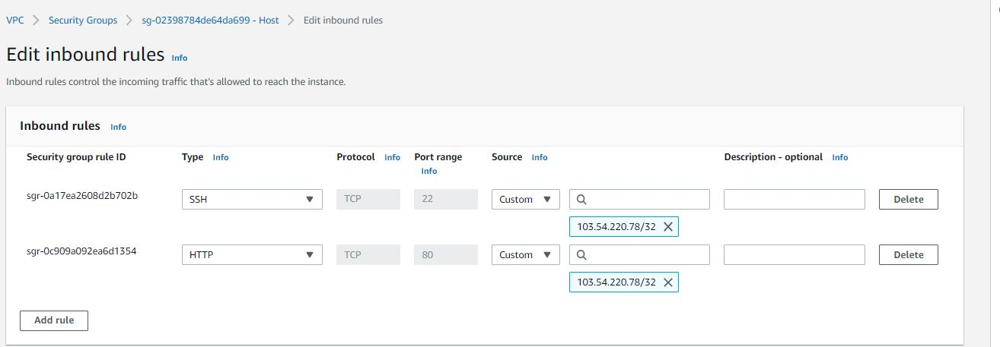 VPC > Security Groups > sg-02398784de64da699 - Host > Edit inbound rules
Edit inbound rules Info
Inbound rules control the incoming traffic that's allowed to reach the instance.
Inbound rules Info
Security group rule ID Type Info Protocol Info Port range Source Info Description - optional Info
Info
sgr-0a17ea2608d2b702b SSH TCP 22 Custom Delete
103.54.220.78/32
sgr-0c909a092ea6d1354 HTTP TCP 80 Custom Delete
103.54.220.78/32
Add rule